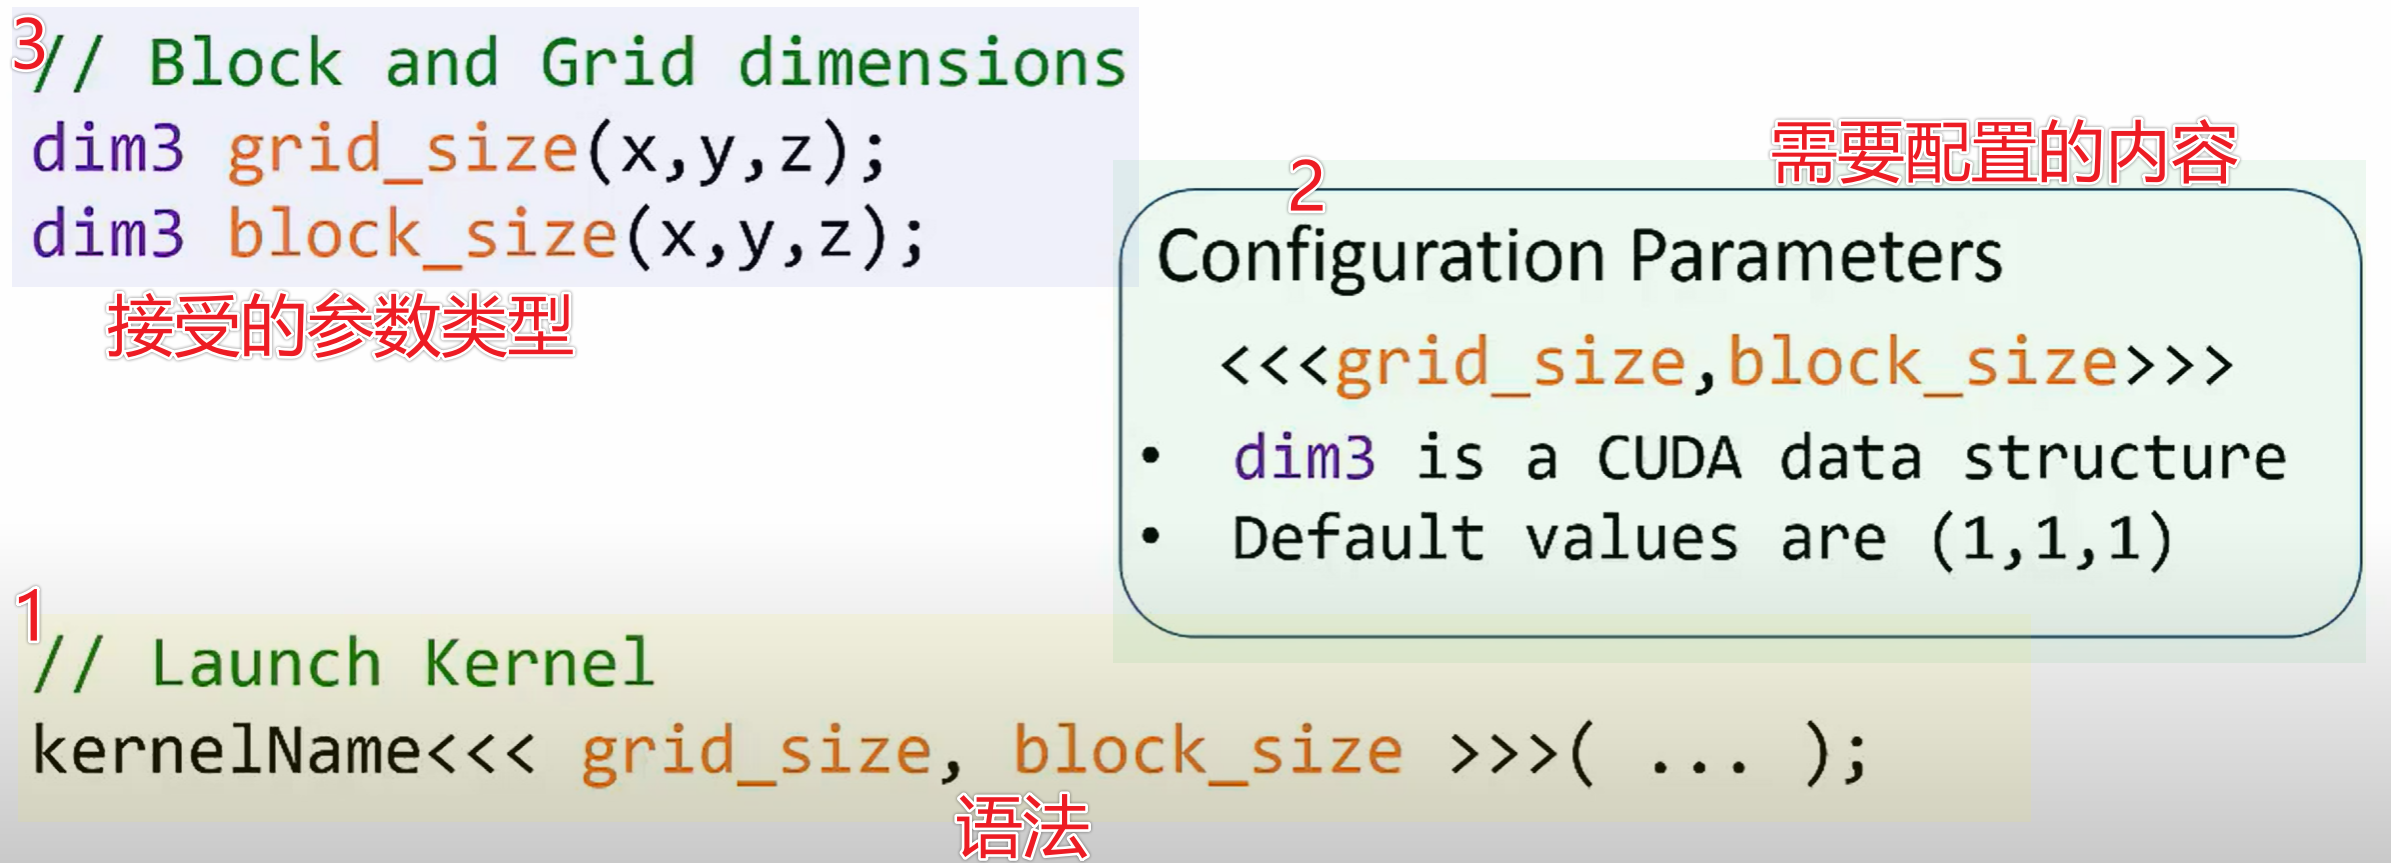 3
// Block and Grid dimensions
dim3 grid_size(x,y,z);
dim3 block_size(x,y,z);
接受的参数类型
需要配置的内容
2
Configuration Parameters
<<<grid_size,block_size>>>
• dim3 is a CUDA data structure
• Default values are (1,1,1)
1
// Launch Kernel
kernelName<<< grid_size, block_size >>>( ... );
语法